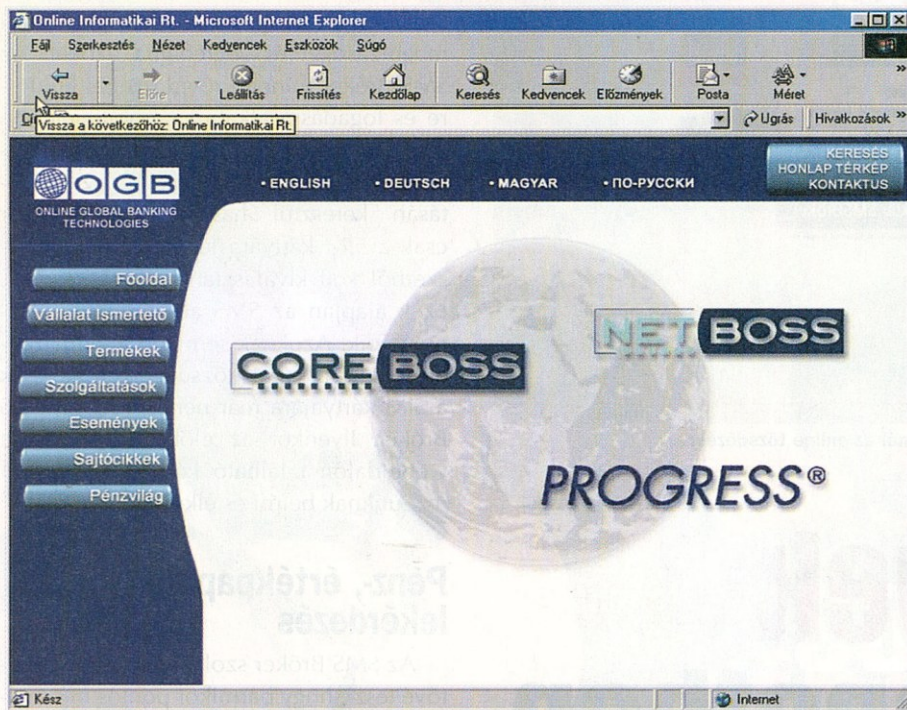 Online Informatikai Rt. - Microsoft Internet Explorer
Fájl Szerkesztés Nézet Kedvencek Eszközök Súgó
Vissza Előre Leállítás Frissítés Kezdőlap Keresés Kedvencek Előzmények Posta Méret »
Vissza a következőhöz: Online Informatikai Rt. Ugrás Hivatkozások »
OGB
ONLINE GLOBAL BANKING
TECHNOLOGIES
• ENGLISH • DEUTSCH • MAGYAR • ПО-РУССКИ
KERESÉS
HONLAP TÉRKÉP
KONTAKTUS
Főoldal
Vállalat Ismertető
Termékek
Szolgáltatások
Események
Sajtócikkek
Pénzvilág
CORE BOSS
NET BOSS
PROGRESS®
Pénz-, értékpap
lekérdezés
Kész Internet